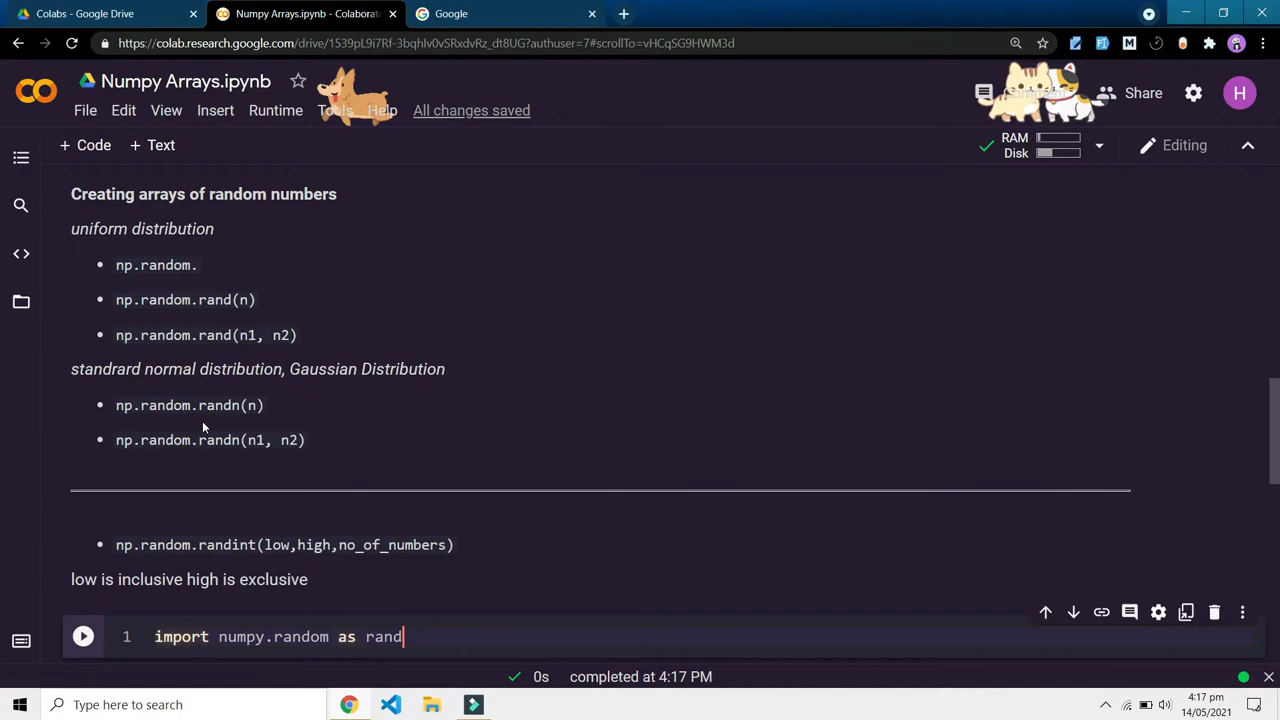 Colabs - Google Drive
Numpy Arrays.ipynb - Colaborato
Google
https://colab.research.google.com/drive/1539pL9i7Rf-3bqhIv0vSRxdvRz_dt8UG?authuser=7#scrollTo=vHCqSG9HWM3d
Numpy Arrays.ipynb
File Edit View Insert Runtime Tools Help All changes saved
Share
H
+ Code + Text
RAM
Disk
Editing
Creating arrays of random numbers
uniform distribution
• np.random.
• np.random.rand(n)
• np.random.rand(n1, n2)
standrard normal distribution, Gaussian Distribution
• np.random.randn(n)
• np.random.randn(n1, n2)
• np.random.randint(low,high,no_of_numbers)
low is inclusive high is exclusive
1 import numpy.random as rand
0s completed at 4:17 PM
Type here to search
4:17 pm
14/05/2021